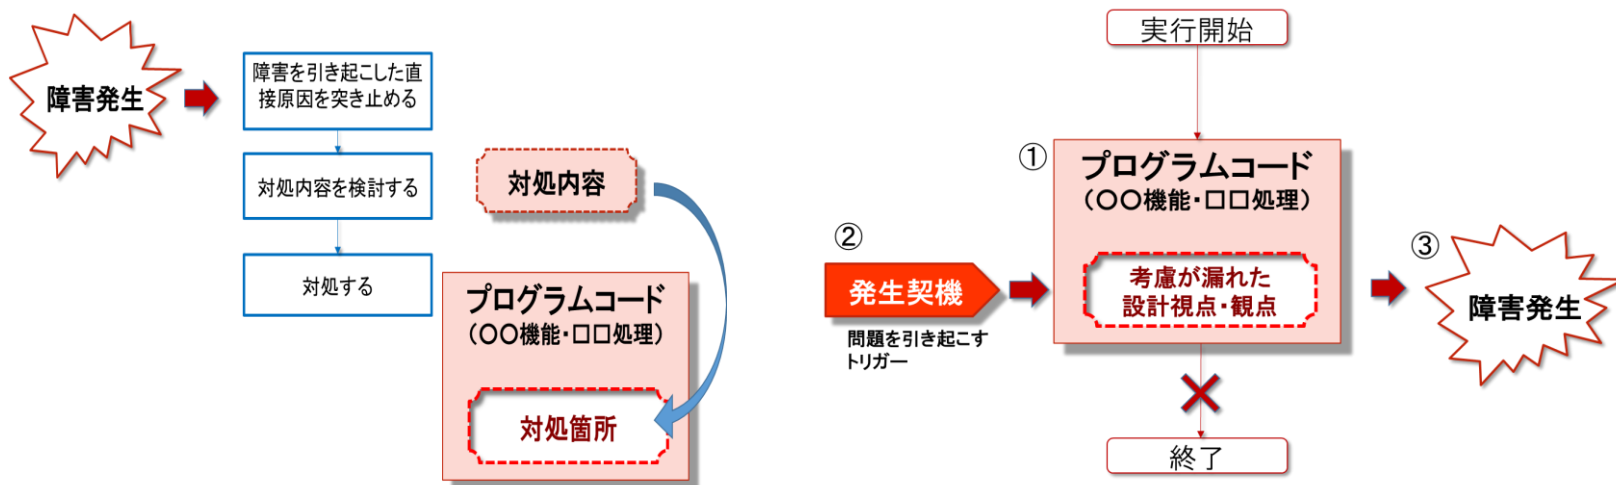 障害発生
障害を引き起こした直
接原因を突き止める
対処内容を検討する
対処する
対処内容
プログラムコード
（〇〇機能・□□処理）
対処箇所
実行開始
①
プログラムコード
（〇〇機能・□□処理）
考慮が漏れた
設計視点・観点
②
発生契機
問題を引き起こす
トリガー
③
障害発生
終了